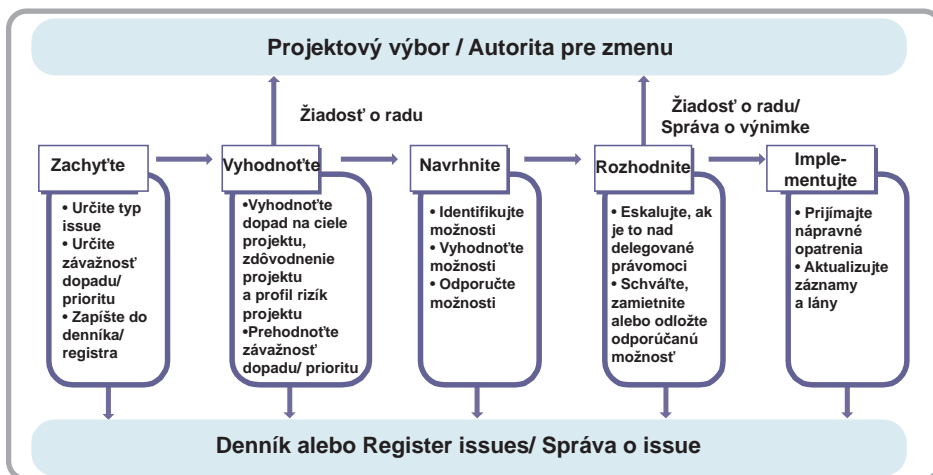 Projektový výbor / Autorita pre zmenu
Žiadosť o radu
Žiadosť o radu/
Správa o výnimke
Zachyťte
• Určite typ
issue
• Určite
závažnosť
dopadu/
prioritu
• Zapíšte do
denníka/
registra
Vyhodnoťte
•Vyhodnoťte
dopad na ciele
projektu,
zdôvodnenie
projektu
a profil rizík
projektu
•Prehodnoťte
závažnosť
dopadu/ prioritu
Navrhnite
• Identifikujte
možnosti
• Vyhodnoťte
možnosti
• Odporučte
možnosti
Rozhodnite
• Eskalujte, ak
je to nad
delegované
právomoci
• Schváľte,
zamietnite
alebo odložte
odporúčanú
možnosť
Imple-
mentujte
• Prijímajte
nápravné
opatrenia
• Aktualizujte
záznamy
a lány
Denník alebo Register issues/ Správa o issue